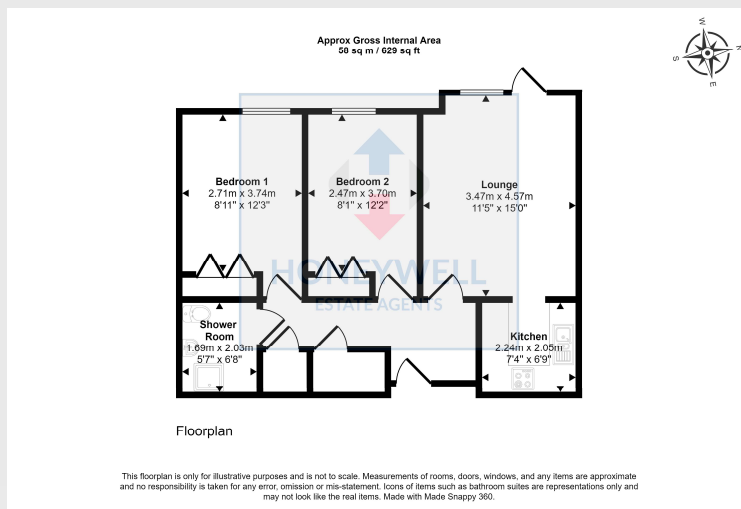 Approx Gross Internal Area
58 sq m / 629 sq ft
W
N
S
E
Bedroom 1
2.71m x 3.74m
8'11" x 12'3"
Bedroom 2
2.47m x 3.70m
8'1" x 12'2"
Lounge
3.47m x 4.57m
11'5" x 15'0"
HONEYWELL
ESTATE AGENTS
Shower
Room
1.69m x 2.03m
5'7" x 6'8"
Kitchen
2.24m x 2.05m
7'4" x 6'9"
Floorplan
This floorplan is only for illustrative purposes and is not to scale. Measurements of rooms, doors, windows, and any items are approximate
and no responsibility is taken for any error, omission or mis-statement. Icons of items such as bathroom suites are representations only and
may not look like the real items. Made with Made Snappy 360.